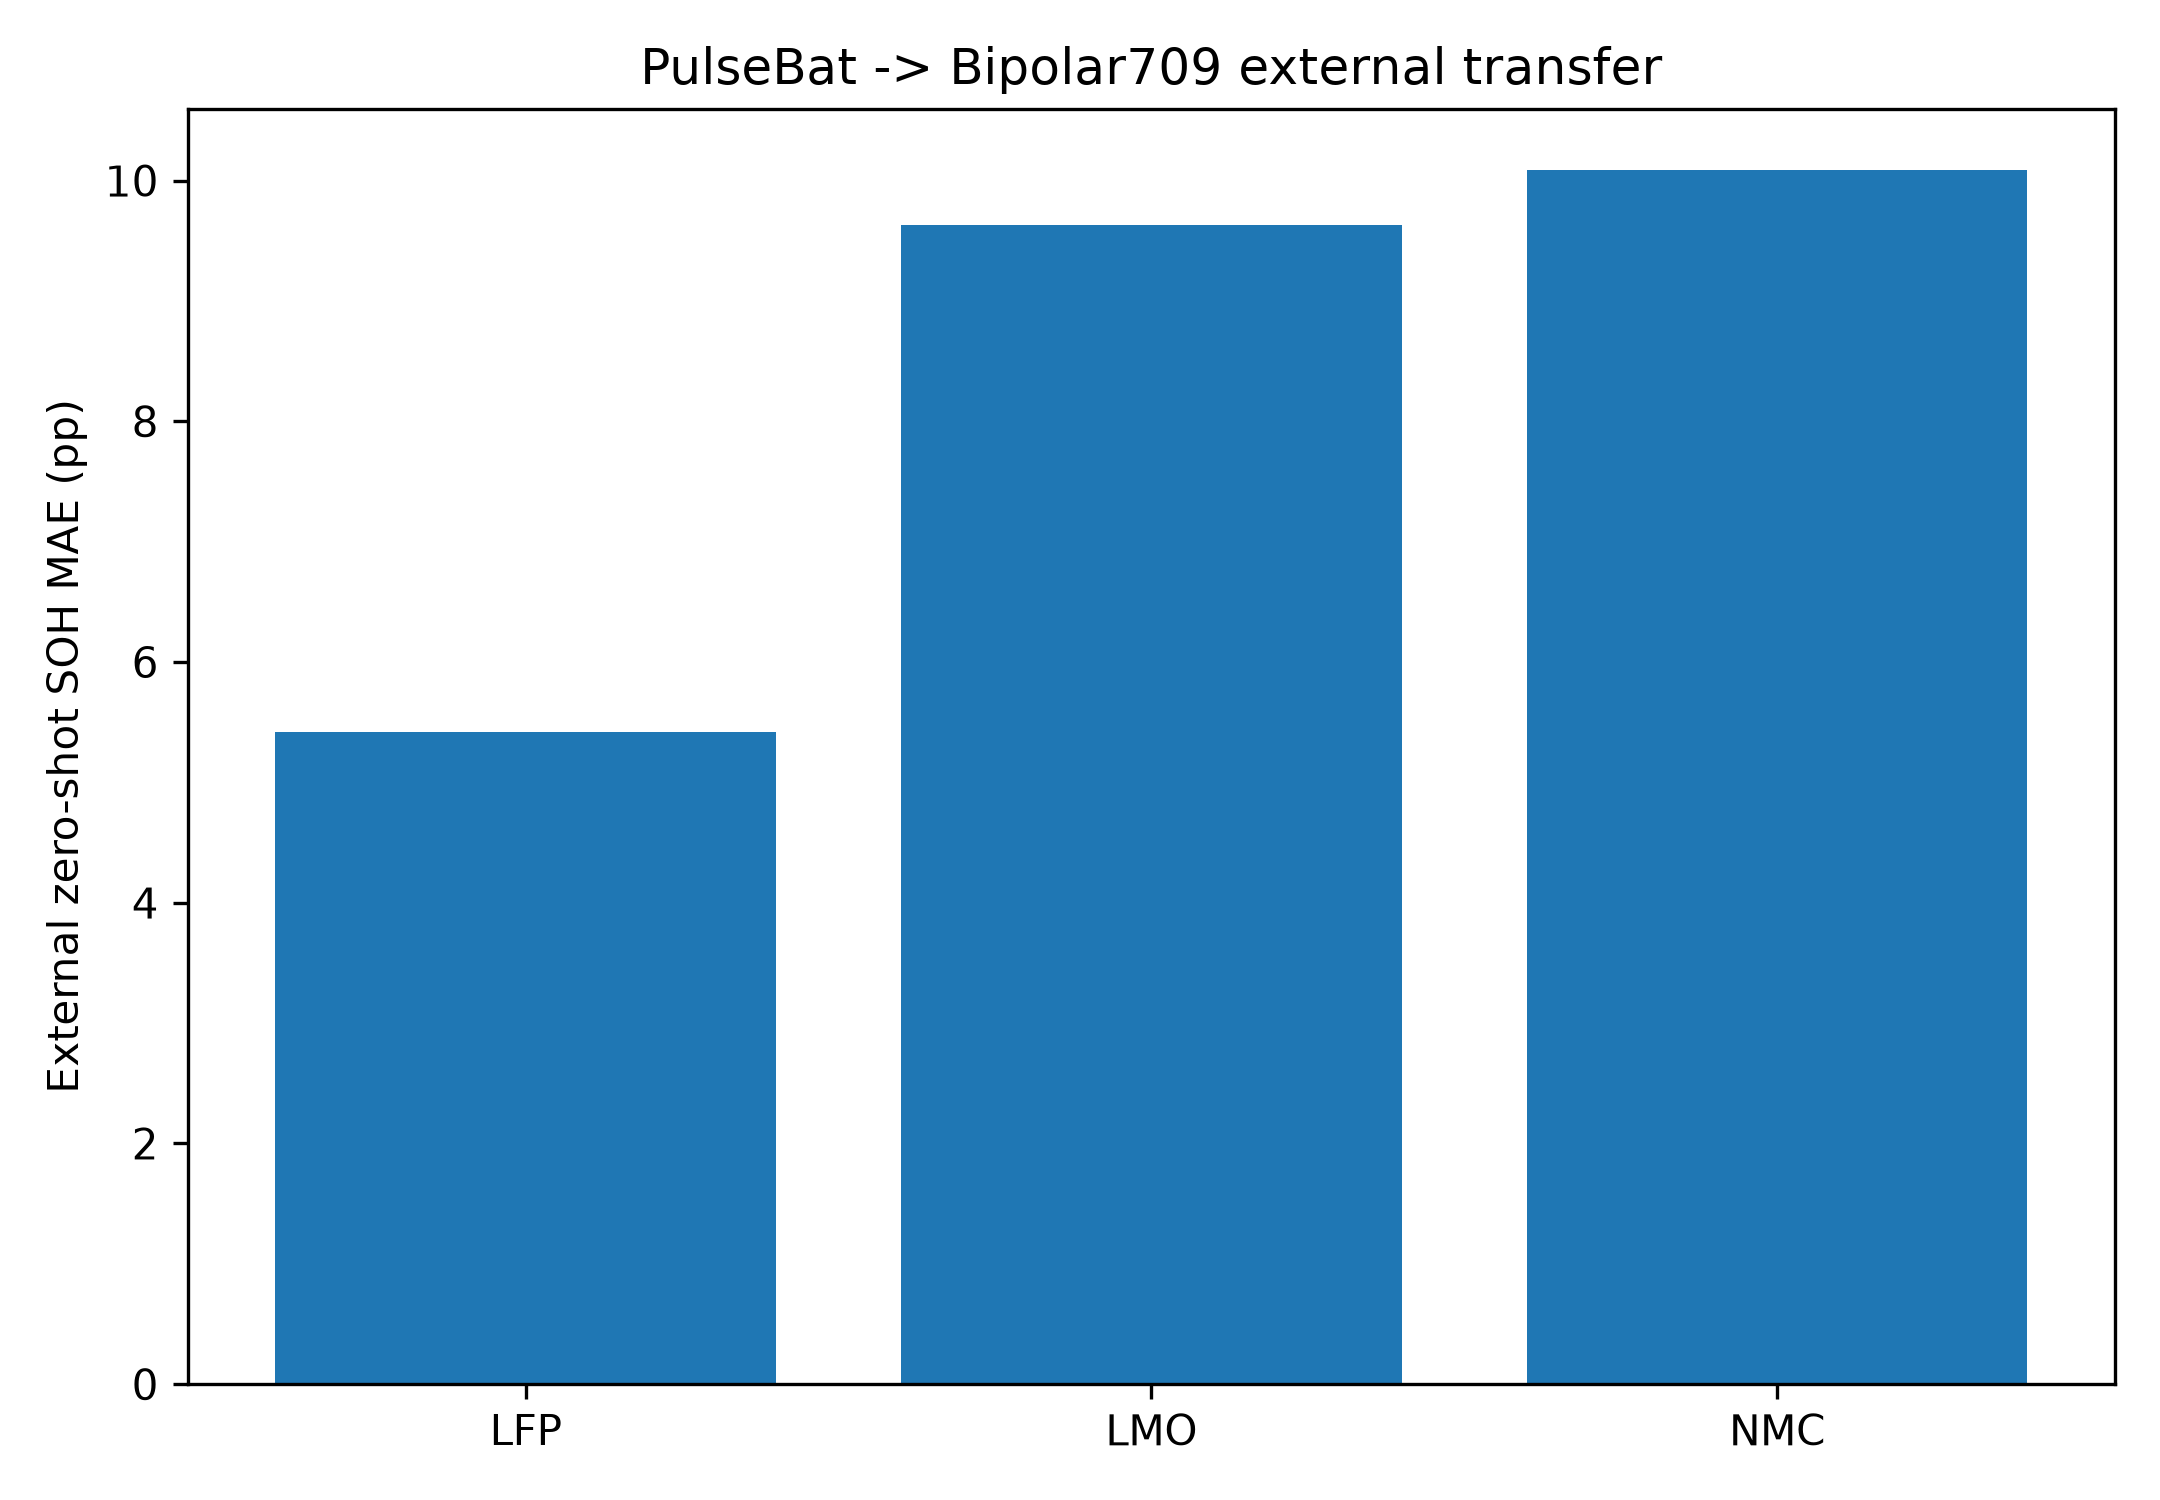 PulseBat -> Bipolar709 external transfer
External zero-shot SOH MAE (pp)
10
8
6
4
2
0
LFP
LMO
NMC